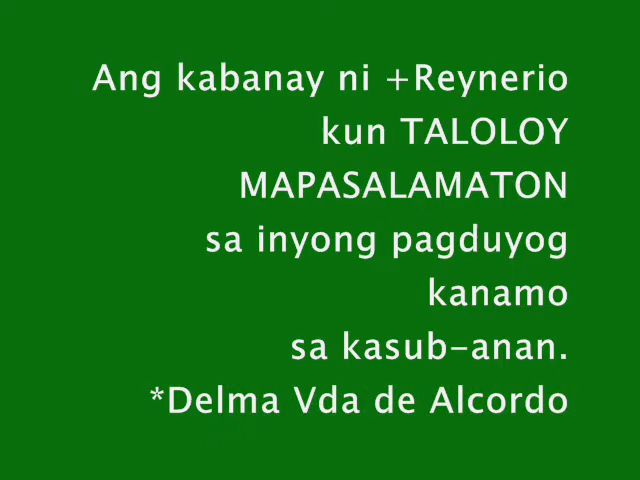 Ang kabanay ni +Reynerio
kun TALOLOY
MAPASALAMATON
sa inyong pagduyog
kanamo
sa kasub-anan.
*Delma Vda de Alcordo